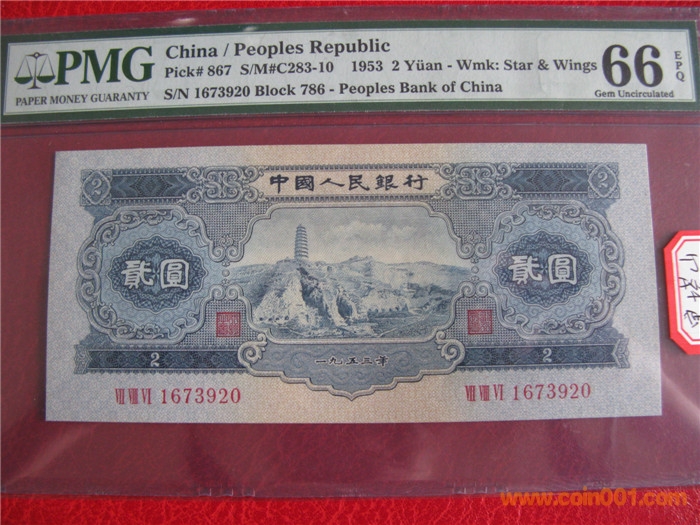 PMG
PAPER MONEY GUARANTY
China / Peoples Republic
Pick# 867 S/M#C283-10 1953 2 Yüan - Wmk: Star & Wings
S/N 1673920 Block 786 - Peoples Bank of China
66
EPQ
Gem Uncirculated
中國人民銀行
2
2
貳圓
貳圓
2
2
一九五三年
VII VIII VI 1673920
VII VIII VI 1673920
www.coin001.com